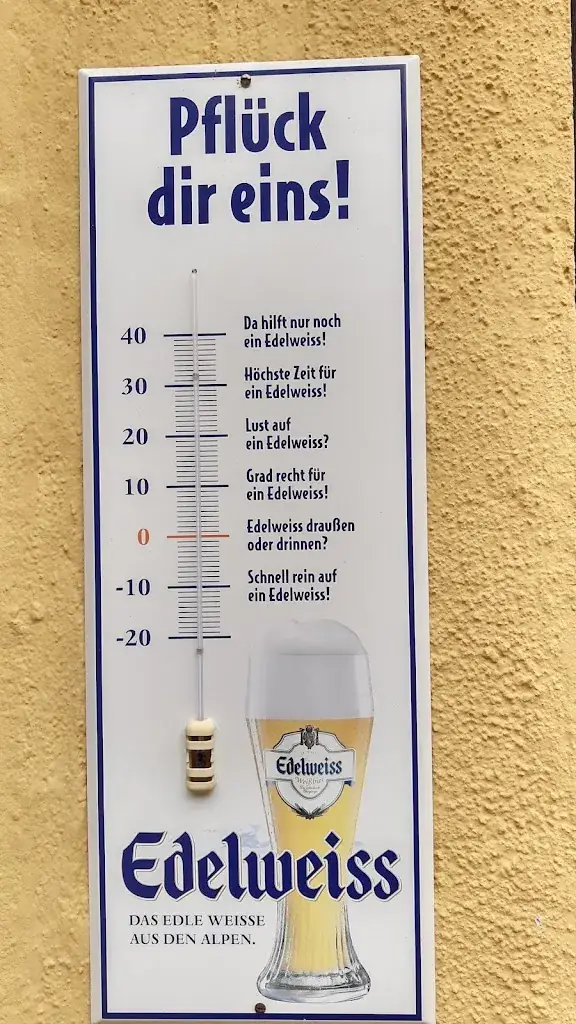 Pflück
dir eins!
40
Da hilft nur noch
ein Edelweiss!
30
Höchste Zeit für
ein Edelweiss!
20
Lust auf
ein Edelweiss?
10
Grad recht für
ein Edelweiss!
0
Edelweiss draußen
oder drinnen?
-10
Schnell rein auf
ein Edelweiss!
-20
Edelweiss
Edelweiss
DAS EDLE WEISSE
AUS DEN ALPEN.